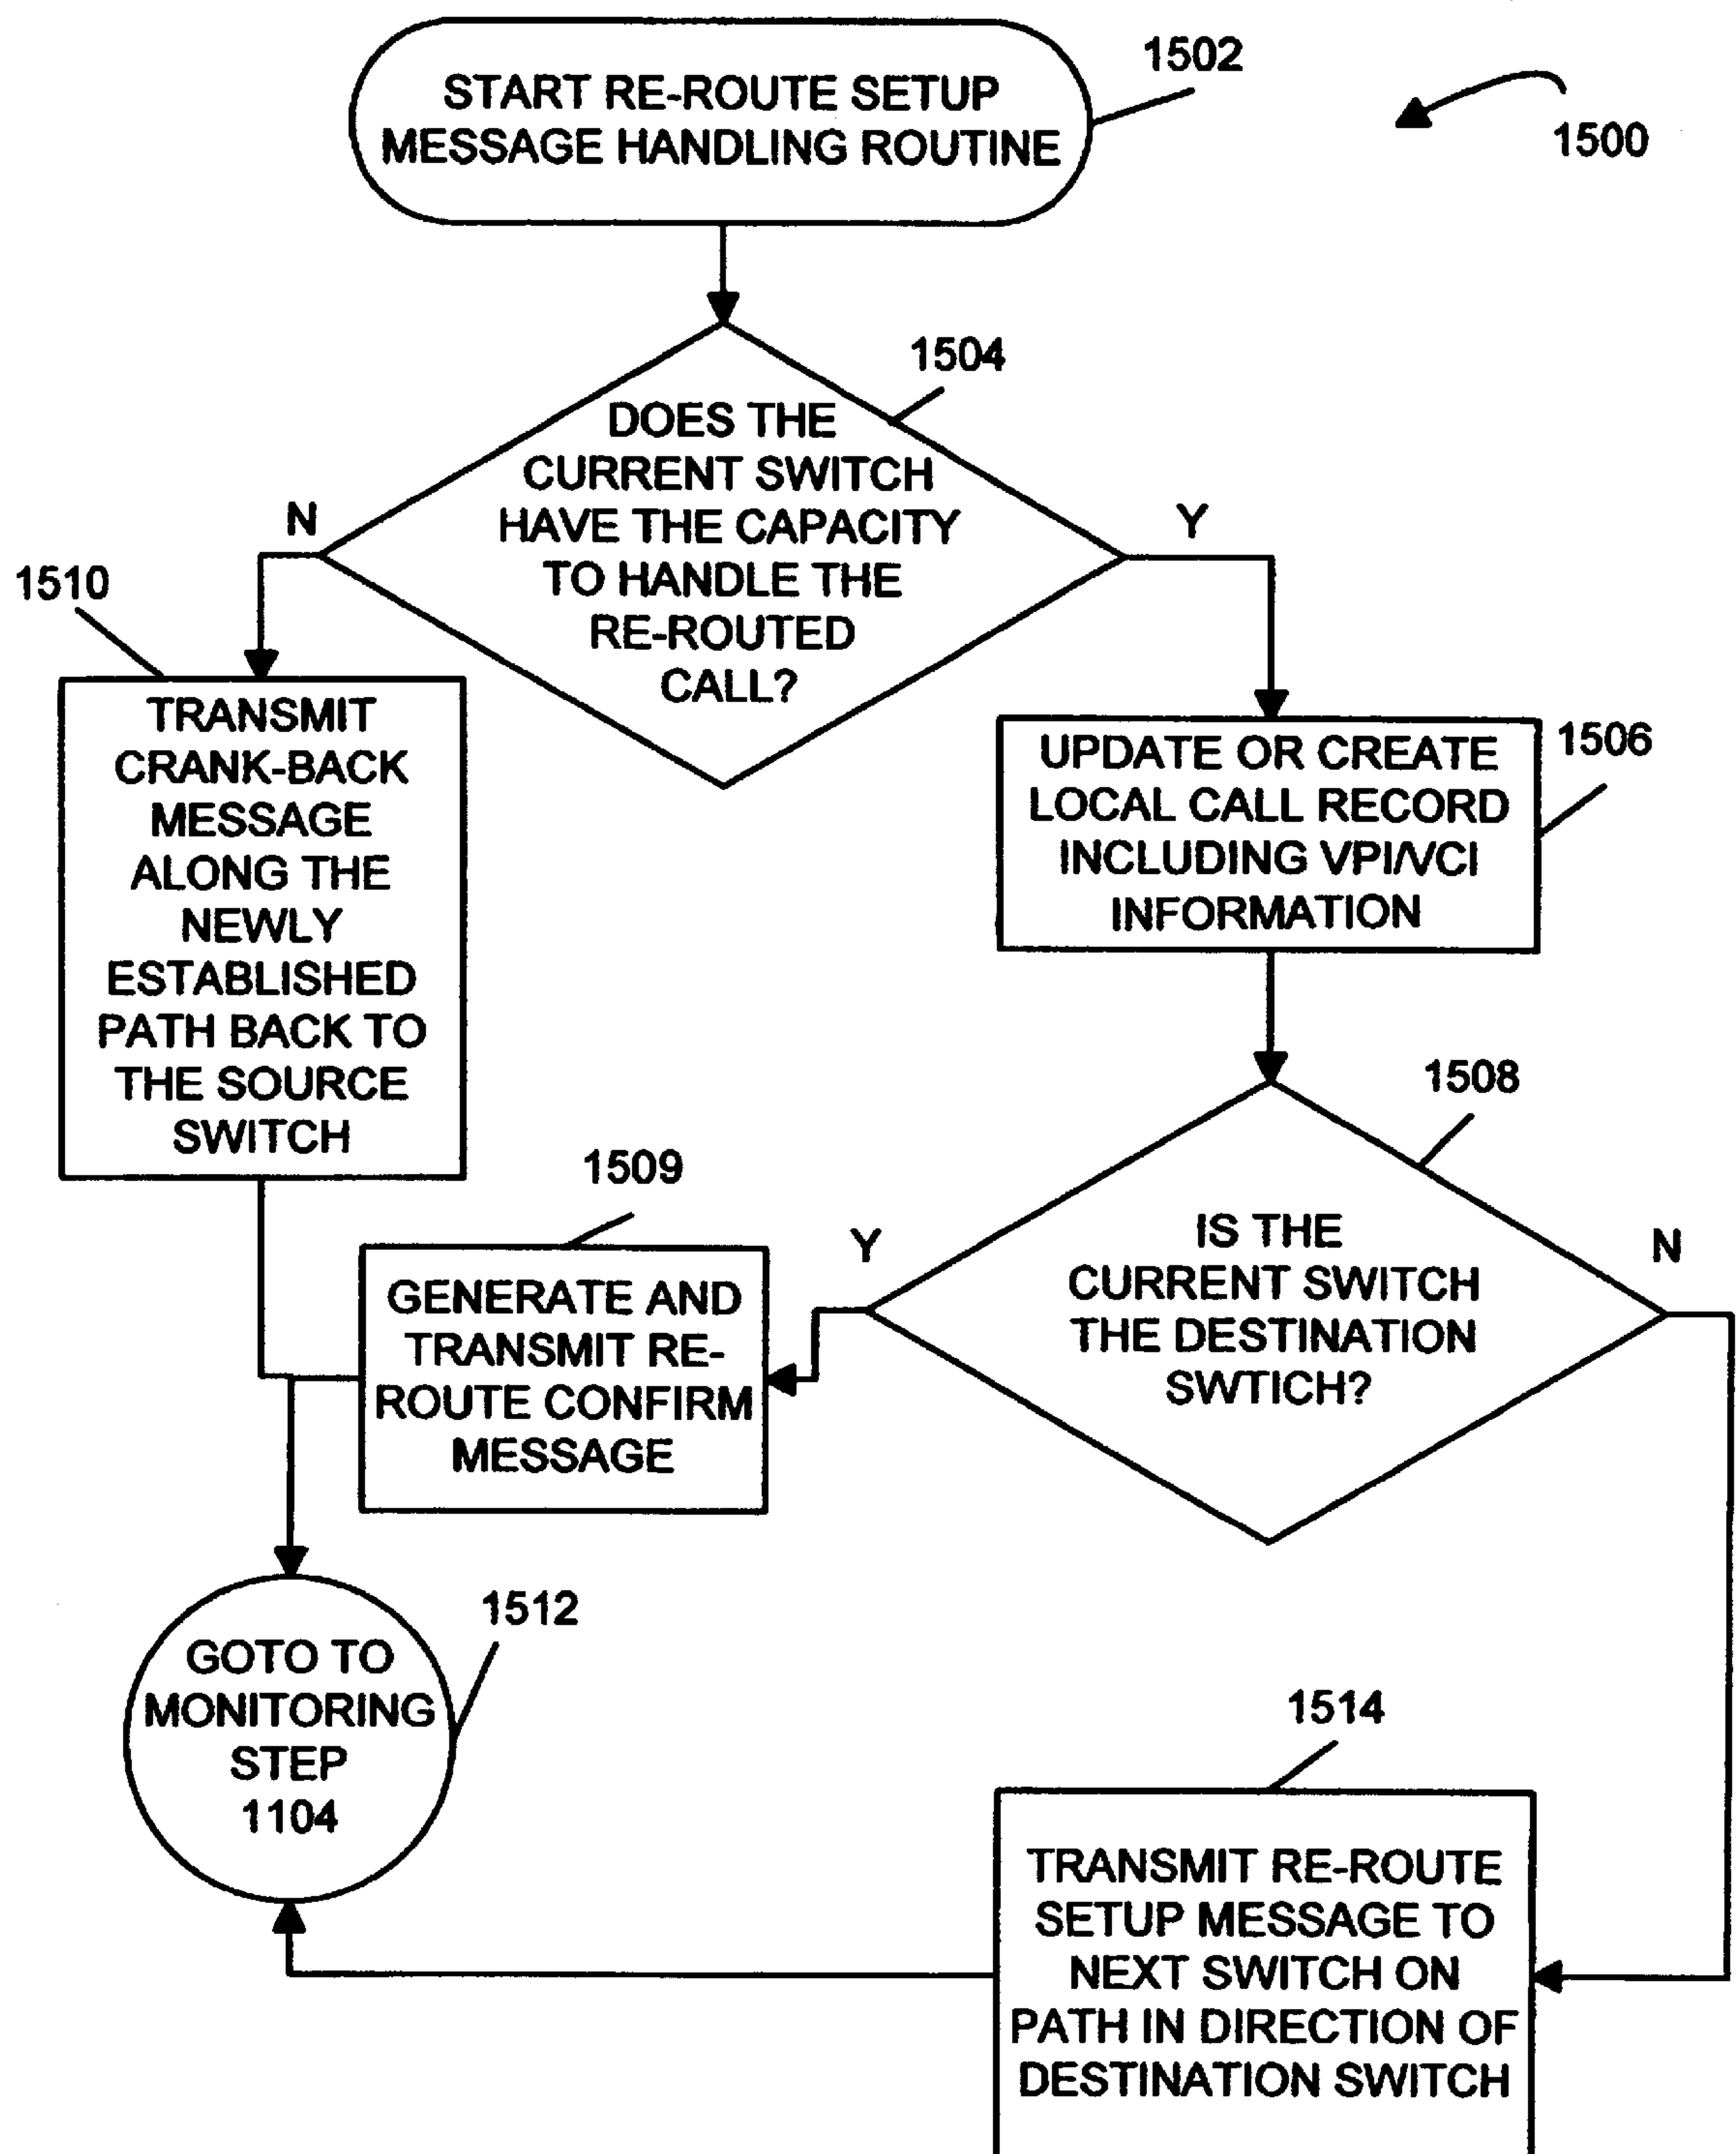 1502
START RE-ROUTE SETUP
MESSAGE HANDLING ROUTINE
1500
1504
DOES THE
CURRENT SWITCH
HAVE THE CAPACITY
TO HANDLE THE
RE-ROUTED
CALL?
N
Y
1510
TRANSMIT
CRANK-BACK
MESSAGE
ALONG THE
NEWLY
ESTABLISHED
PATH BACK TO
THE SOURCE
SWITCH
1506
UPDATE OR CREATE
LOCAL CALL RECORD
INCLUDING VPI/VCI
INFORMATION
1508
IS THE
CURRENT SWITCH
THE DESTINATION
SWTICH?
Y
N
1509
GENERATE AND
TRANSMIT RE-
ROUTE CONFIRM
MESSAGE
1512
GOTO TO
MONITORING
STEP
1104
1514
TRANSMIT RE-ROUTE
SETUP MESSAGE TO
NEXT SWITCH ON
PATH IN DIRECTION OF
DESTINATION SWITCH